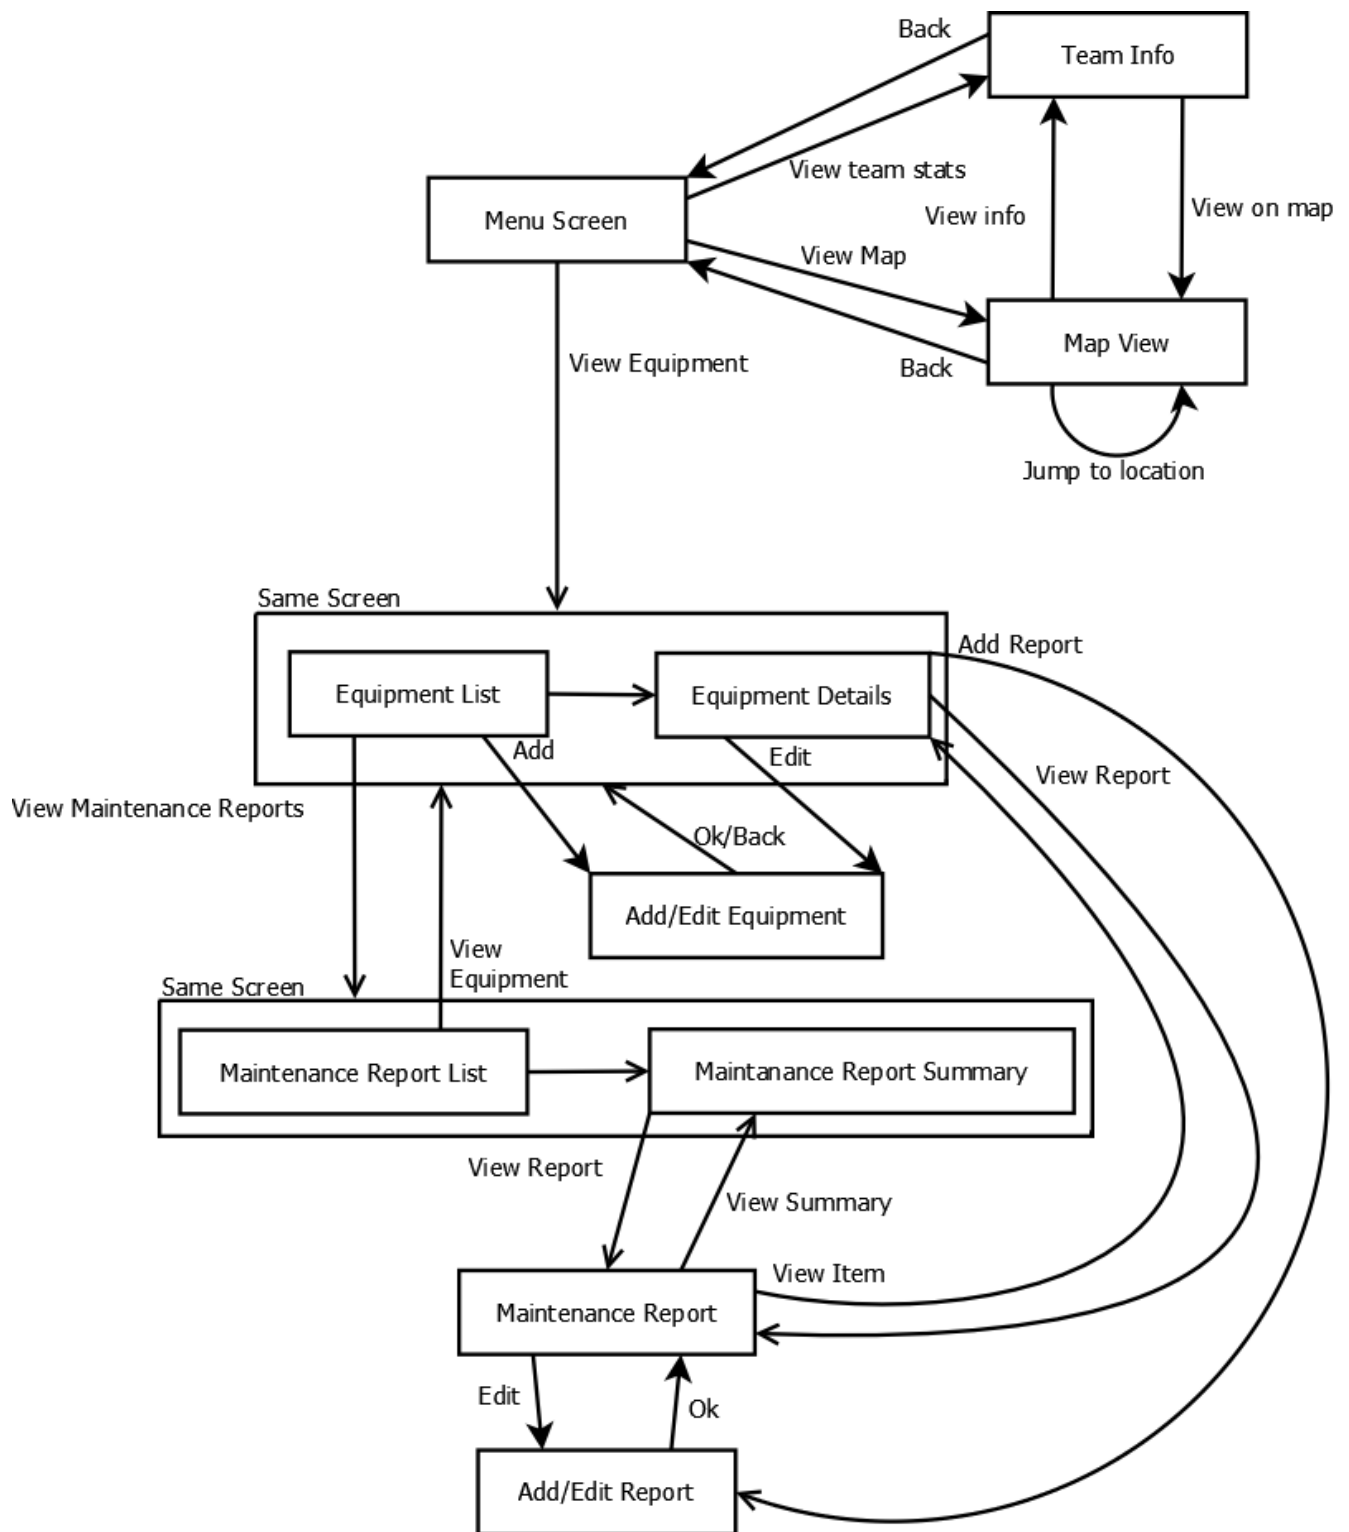 Back
Team Info
View team stats
Menu Screen
View info
View on map
View Map
Map View
View Equipment
Back
Jump to location
Same Screen
Add Report
Equipment List
Equipment Details
Add
Edit
View Report
View Maintenance Reports
Ok/Back
Add/Edit Equipment
View
Equipment
Same Screen
Maintenance Report List
Maintanance Report Summary
View Report
View Summary
View Item
Maintenance Report
Edit
Ok
Add/Edit Report